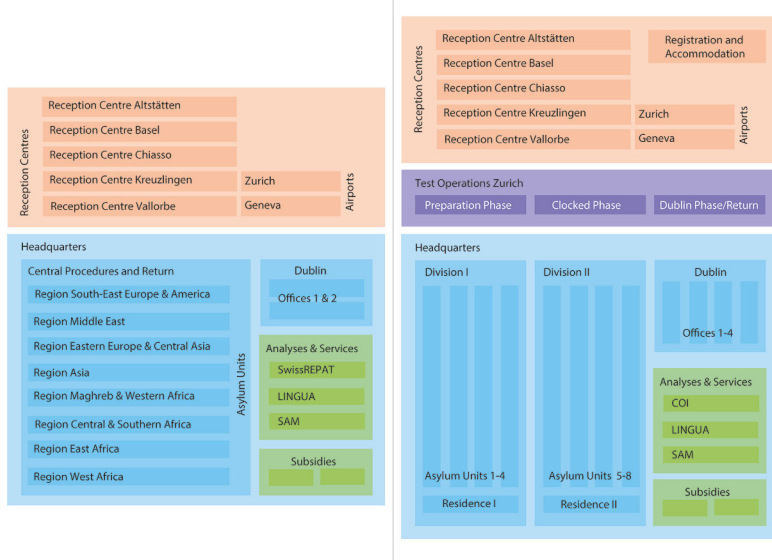 Reception Centres
Reception Centre Altstätten
Reception Centre Basel
Reception Centre Chiasso
Reception Centre Kreuzlingen
Zurich
Reception Centre Vallorbe
Geneva
Airports
Headquarters
Central Procedures and Return
Region South-East Europe & America
Region Middle East
Region Eastern Europe & Central Asia
Region Asia
Region Maghreb & Western Africa
Region Central & Southern Africa
Region East Africa
Region West Africa
Asylum Units
Dublin
Offices 1 & 2
Analyses & Services
SwissREPAT
LINGUA
SAM
Subsidies
Reception Centres
Reception Centre Altstätten
Reception Centre Basel
Reception Centre Chiasso
Reception Centre Kreuzlingen
Zurich
Reception Centre Vallorbe
Geneva
Airports
Registration and
Accommodation
Test Operations Zurich
Preparation Phase
Clocked Phase
Dublin Phase/Return
Headquarters
Division I
Asylum Units 1-4
Residence I
Division II
Asylum Units 5-8
Residence II
Dublin
Offices 1-4
Analyses & Services
COI
LINGUA
SAM
Subsidies